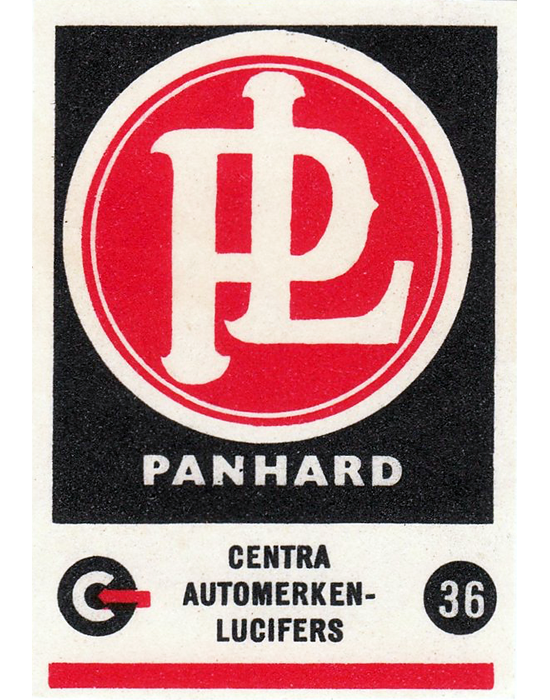 PL
PANHARD
CENTRA
AUTOMERKEN-
LUCIFERS
36